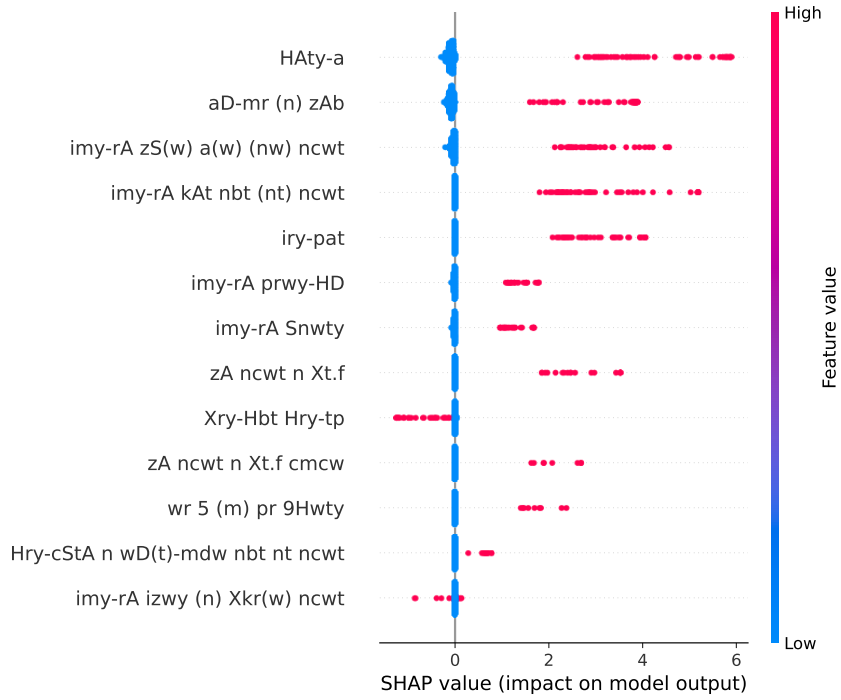 High
HAty-a
aD-mr (n) zAb
imy-rA zS(w) a(w) (nw) ncwt
imy-rA kAt nbt (nt) ncwt
iry-pat
imy-rA prwy-HD
imy-rA Snwty
zA ncwt n Xt.f
Xry-Hbt Hry-tp
zA ncwt n Xt.f cmcw
wr 5 (m) pr 9Hwty
Hry-cStA n wD(t)-mdw nbt nt ncwt
imy-rA izwy (n) Xkr(w) ncwt
Feature value
Low
0 2 4 6
SHAP value (impact on model output)